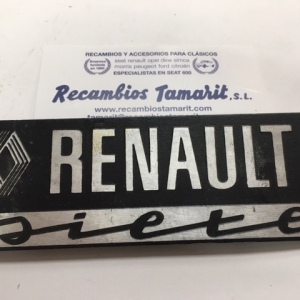 RECAMBIOS Y ACCESORIOS PARA CLÁSICOS
seat renault opel dkw simca
morris peugeot ford citroën
ESPECIALISTAS EN SEAT 600
Recambios Tamarit, S.L.
www.recambiostamarit.com
RENAULT
siete